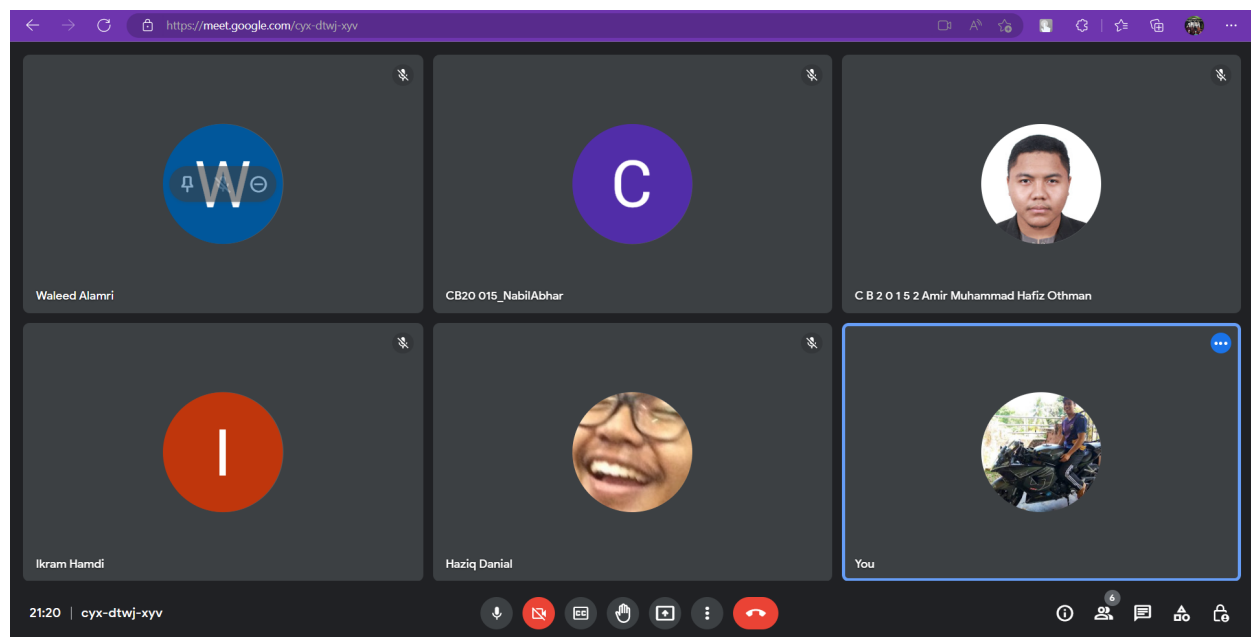 https://meet.google.com/cyx-dtwj-xyv
W
C
Waleed Alamri
CB20 015_NabilAbhar
C B 2 0 1 5 2 Amir Muhammad Hafiz Othman
I
Ikram Hamdi
Haziq Danial
You
21:20 | cyx-dtwj-xyv
CC
6